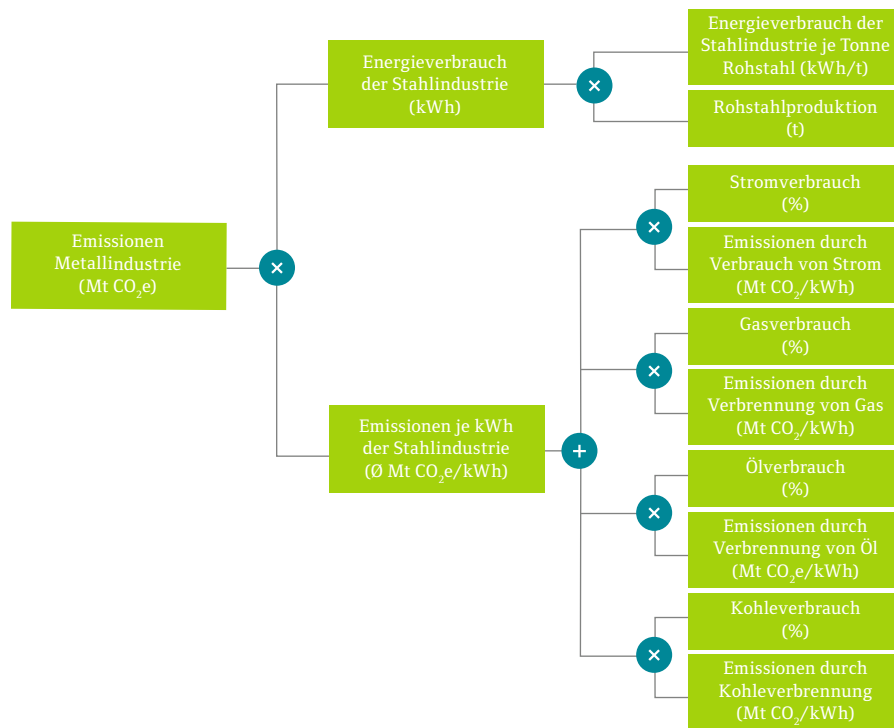 Emissionen
Metallindustrie
(Mt CO₂e)
×
Energieverbrauch
der Stahlindustrie
(kWh)
×
Energieverbrauch der
Stahlindustrie je Tonne
Rohstahl (kWh/t)
Rohstahlproduktion
(t)
Emissionen je kWh
der Stahlindustrie
(Ø Mt CO₂e/kWh)
+
×
Stromverbrauch
(%)
Emissionen durch
Verbrauch von Strom
(Mt CO₂/kWh)
×
Gasverbrauch
(%)
Emissionen durch
Verbrennung von Gas
(Mt CO₂/kWh)
×
Ölverbrauch
(%)
Emissionen durch
Verbrennung von Öl
(Mt CO₂e/kWh)
×
Kohleverbrauch
(%)
Emissionen durch
Kohleverbrennung
(Mt CO₂/kWh)